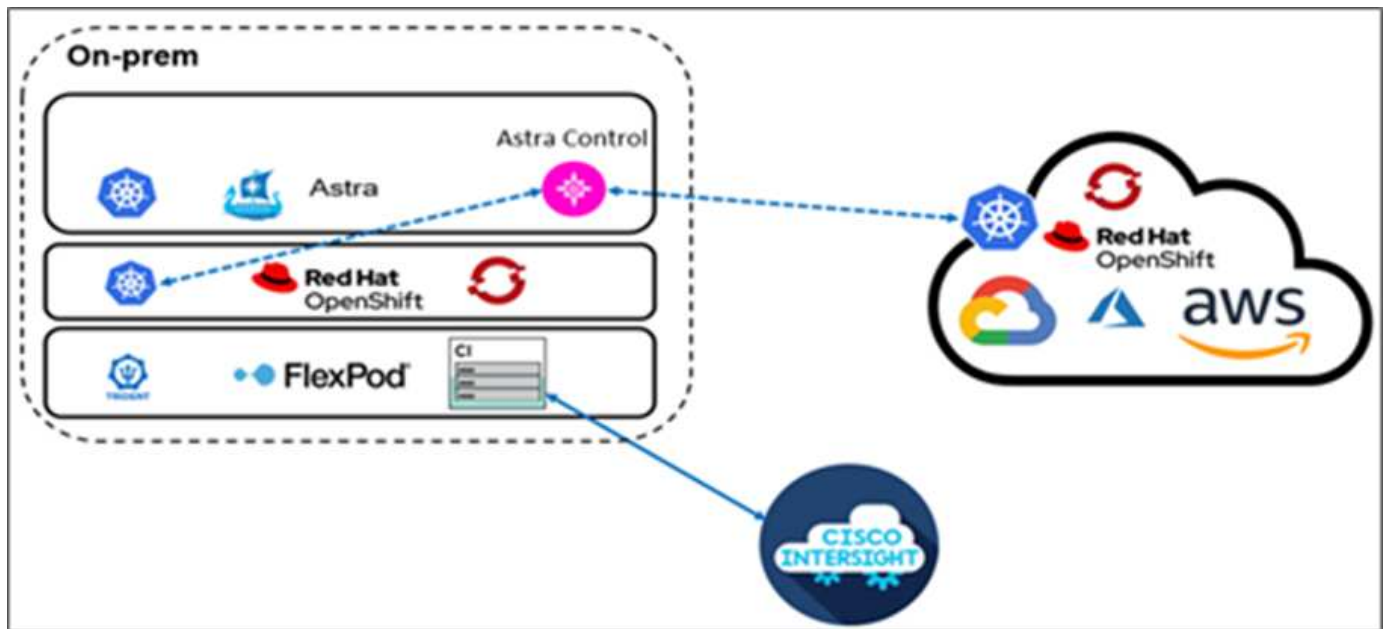 On-prem
Astra Control
Astra
Red Hat
OpenShift
TRIDENT
FlexPod
CI
Red Hat
OpenShift
aws
CISCO
INTERSIGHT